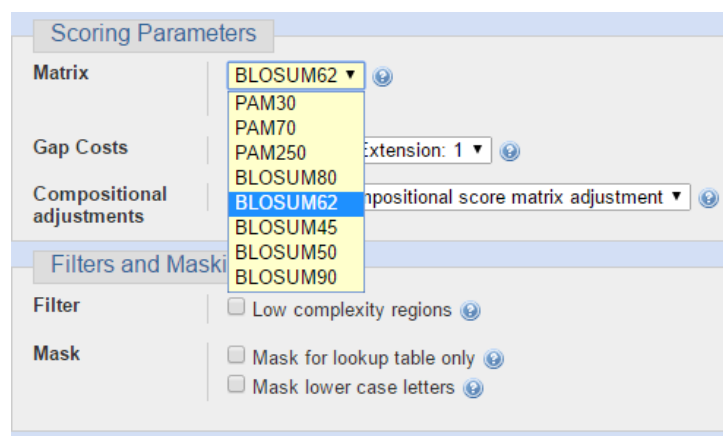 Scoring Parameters
Matrix
BLOSUM62
PAM30
PAM70
PAM250
BLOSUM80
BLOSUM62
BLOSUM45
BLOSUM50
BLOSUM90
Gap Costs
Extension: 1
Compositional adjustments
mpositional score matrix adjustment
Filters and Maski
Filter
Low complexity regions
Mask
Mask for lookup table only
Mask lower case letters